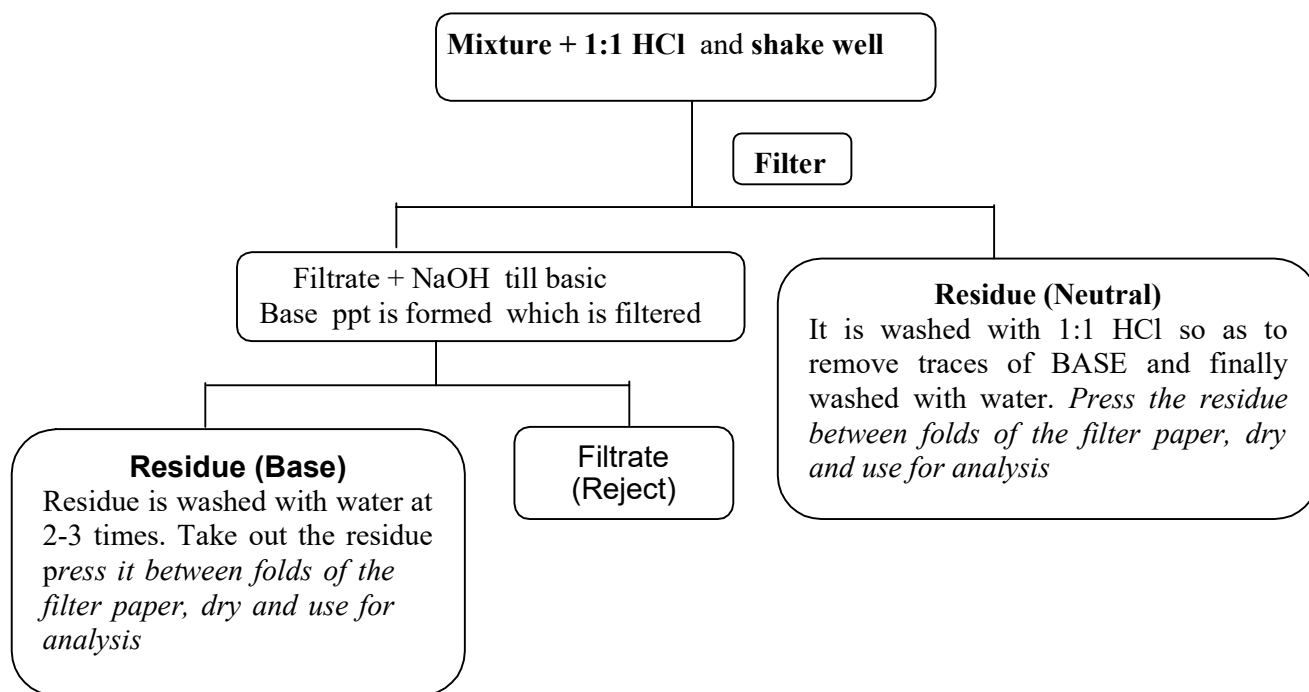 Mixture + 1:1 HCl and shake well
Filter
Filtrate + NaOH till basic
Base ppt is formed which is filtered
Residue (Neutral)
It is washed with 1:1 HCl so as to
remove traces of BASE and finally
washed with water. Press the residue
between folds of the filter paper, dry
and use for analysis
Residue (Base)
Residue is washed with water at
2-3 times. Take out the residue
press it between folds of the
filter paper, dry and use for
analysis
Filtrate
(Reject)